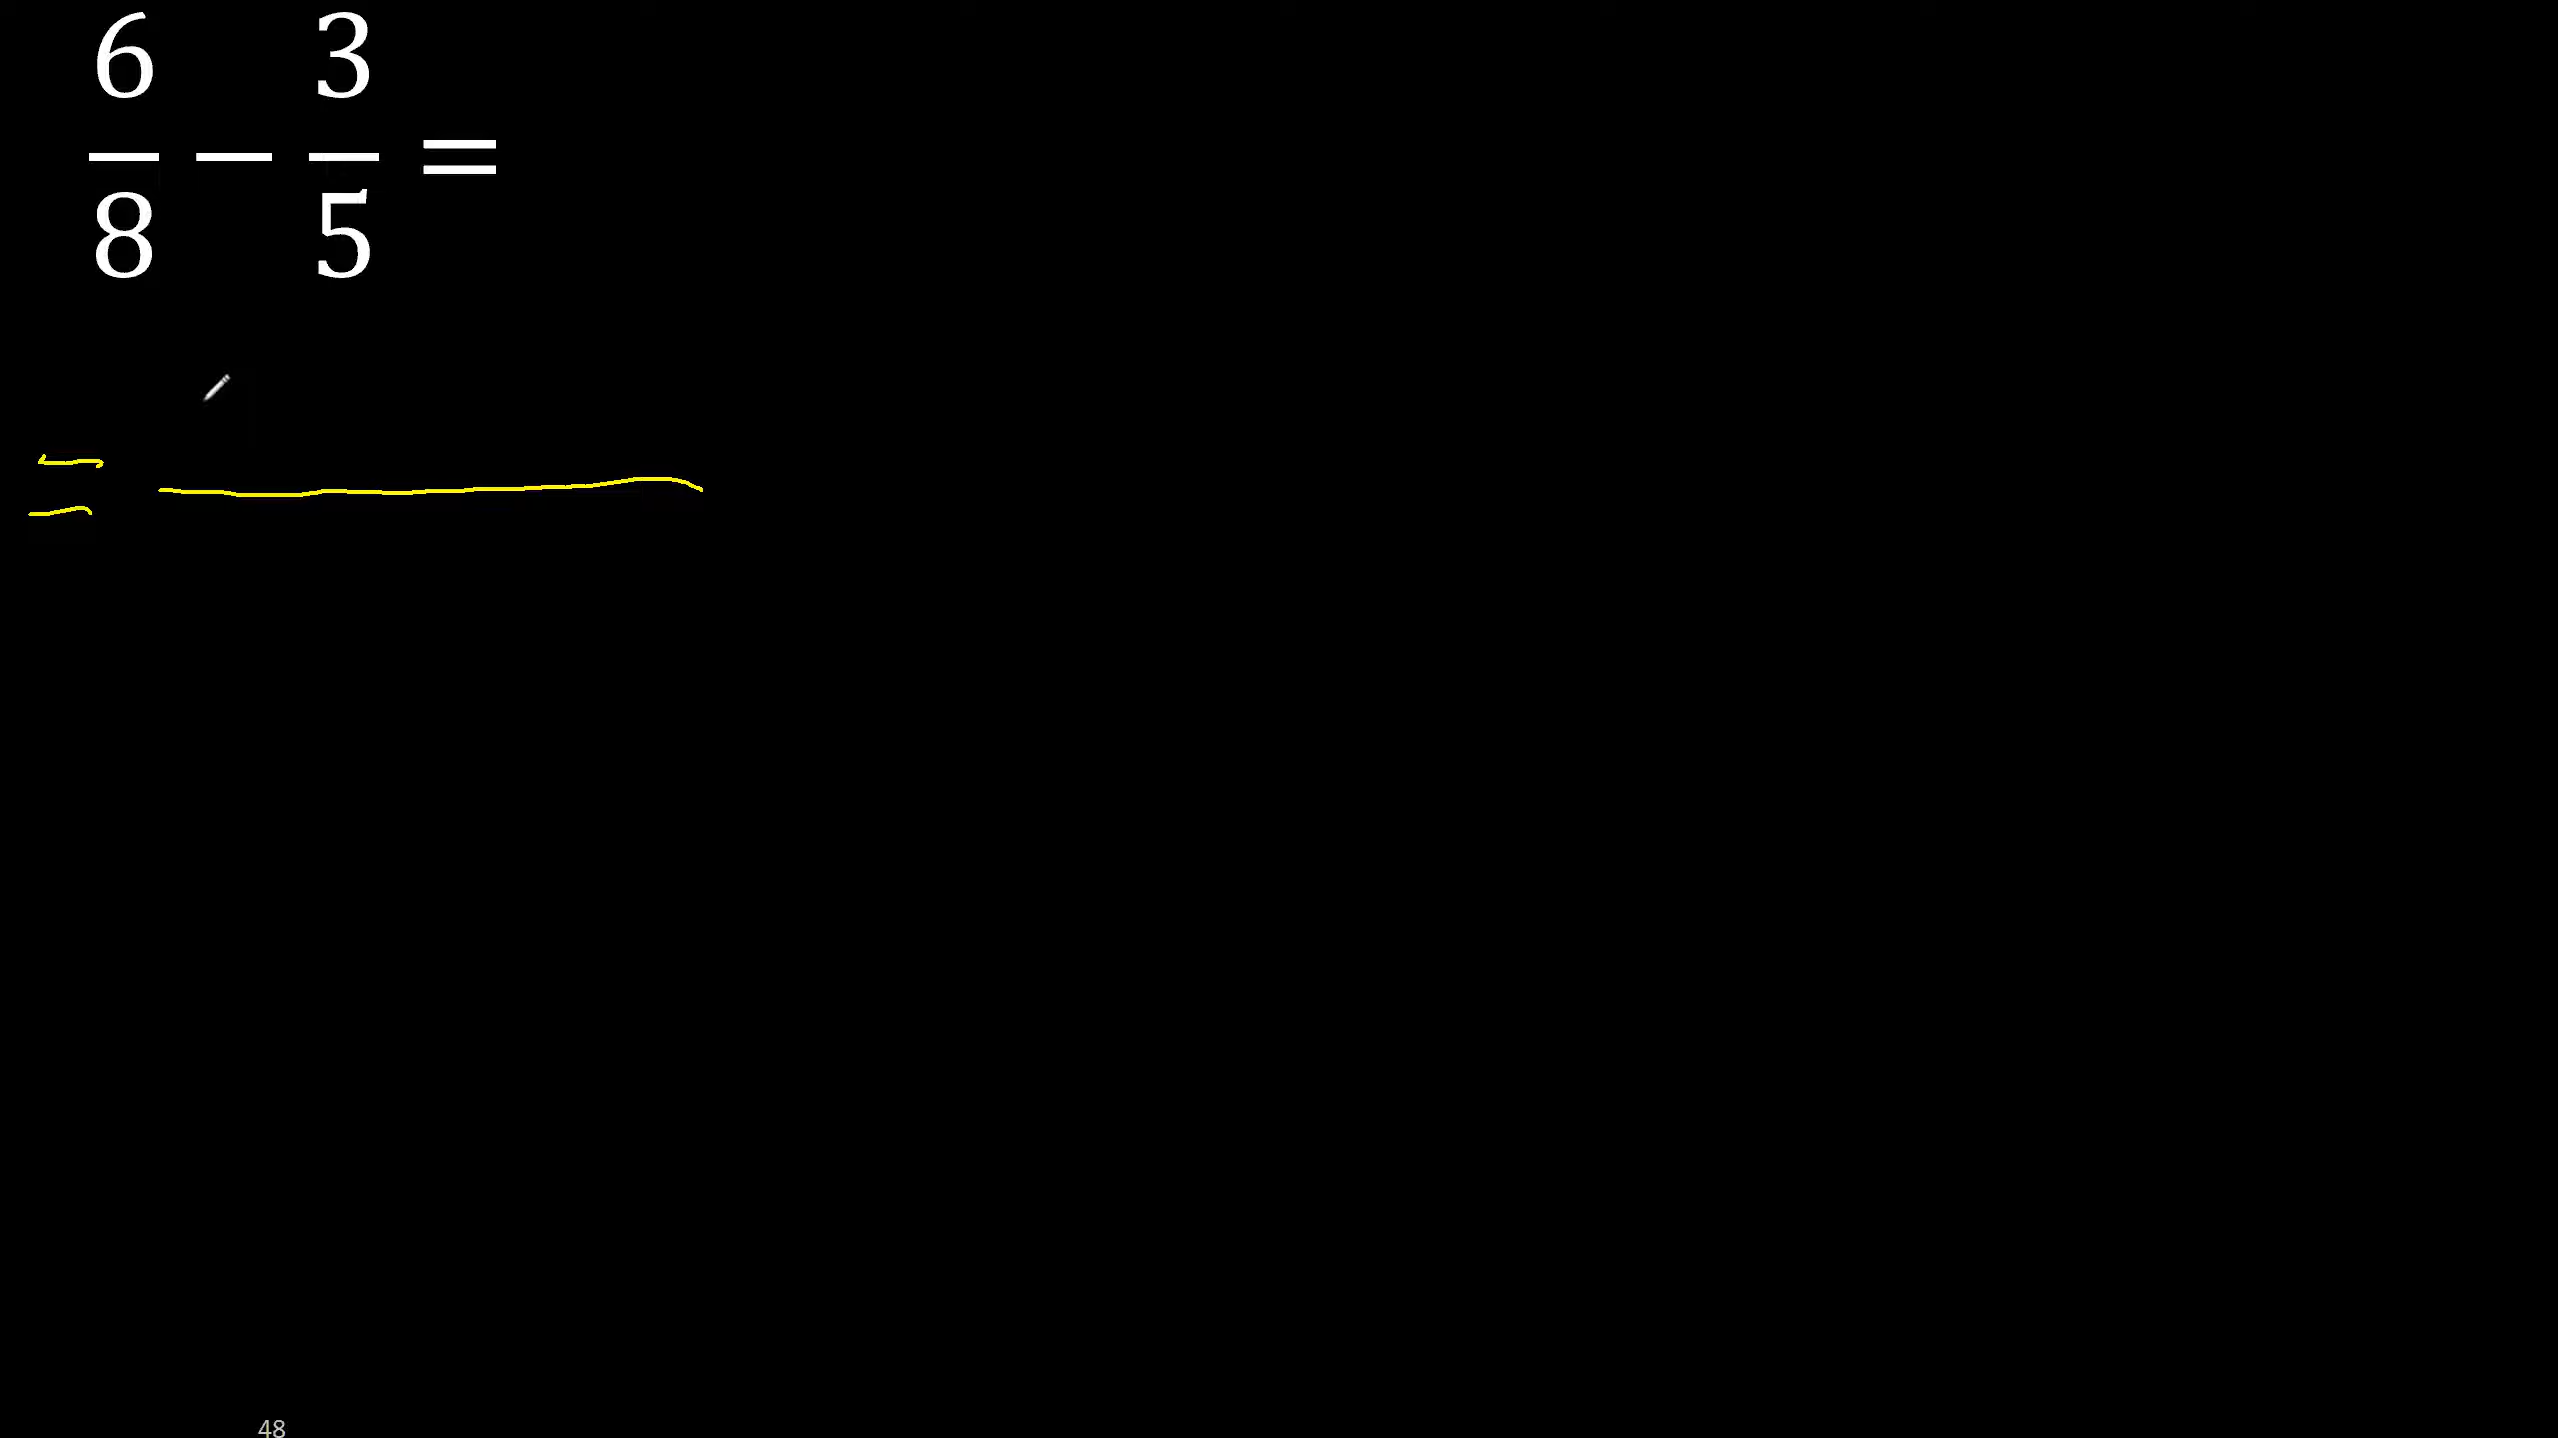 6/8 − 3/5 =
=
48